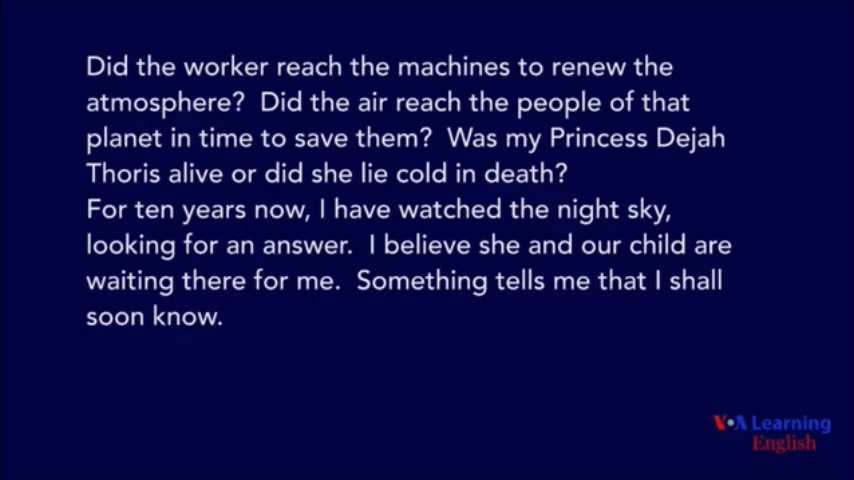 Did the worker reach the machines to renew the
atmosphere?  Did the air reach the people of that
planet in time to save them?  Was my Princess Dejah
Thoris alive or did she lie cold in death?
For ten years now, I have watched the night sky,
looking for an answer.  I believe she and our child are
waiting there for me.  Something tells me that I shall
soon know.
VOA Learning
English